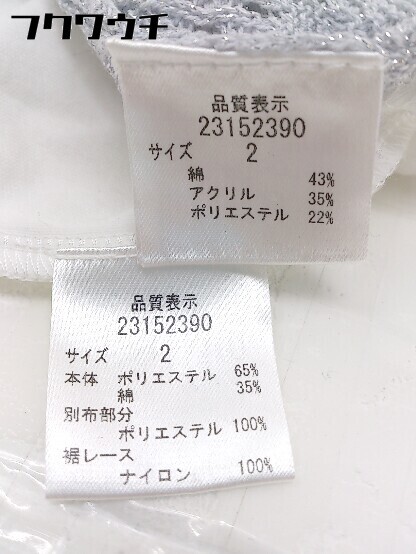 フクワウチ
品質表示
23152390
サイズ 2
綿 43%
アクリル 35%
ポリエステル 22%
品質表示
23152390
サイズ 2
本体 ポリエステル 65%
綿 35%
別布部分
ポリエステル 100%
裾レース
ナイロン 100%